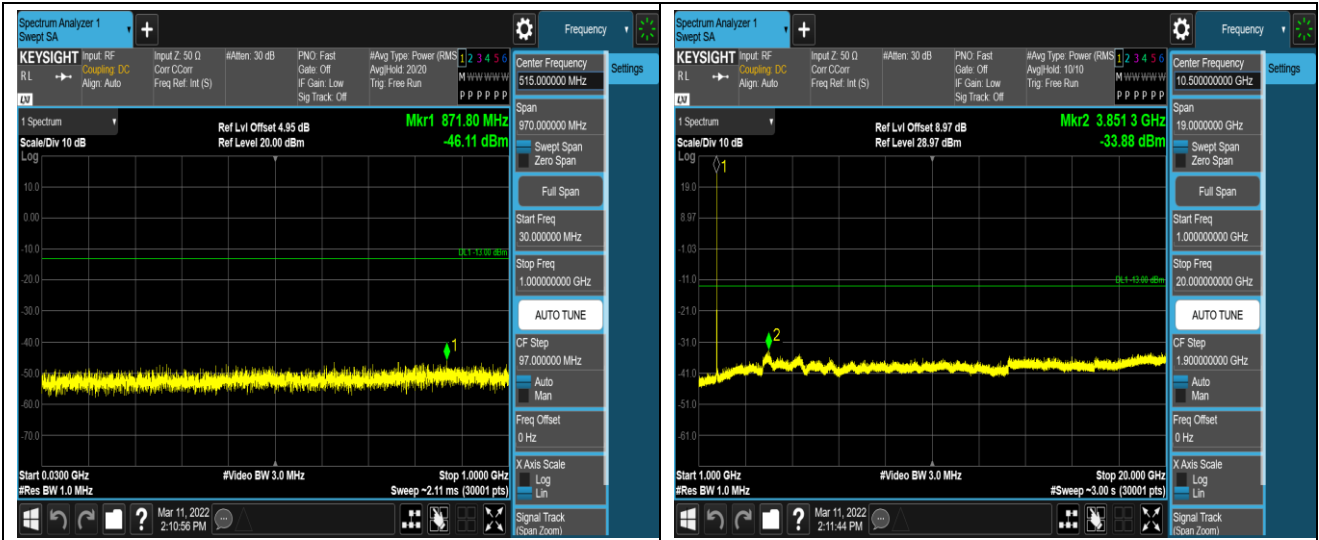 Spectrum Analyzer 1
Swept SA
+
Frequency
KEYSIGHT
RL
LXI
Input: RF
Coupling: DC
Align: Auto
Input Z: 50 Ω
Corr CCorr
Freq Ref: Int (S)
#Atten: 30 dB
PNO: Fast
Gate: Off
IF Gain: Low
Sig Track: Off
#Avg Type: Power (RMS
Avg|Hold: 20/20
Trig: Free Run
1 2 3 4 5 6
M W W W W W
P P P P P P
Center Frequency
515.000000 MHz
Settings
1 Spectrum
Scale/Div 10 dB
Log
Ref Lvl Offset 4.95 dB
Ref Level 20.00 dBm
Mkr1 871.80 MHz
-46.11 dBm
10.0
0.00
-10.0
DL1 -13.00 dBm
-20.0
-30.0
-40.0
1
-50.0
-60.0
-70.0
Start 0.0300 GHz
#Res BW 1.0 MHz
#Video BW 3.0 MHz
Stop 1.0000 GHz
Sweep ~2.11 ms (30001 pts)
Span
970.000000 MHz
Swept Span
Zero Span
Full Span
Start Freq
30.000000 MHz
Stop Freq
1.000000000 GHz
AUTO TUNE
CF Step
97.000000 MHz
Auto
Man
Freq Offset
0 Hz
X Axis Scale
Log
Lin
Signal Track
(Span Zoom)
?
Mar 11, 2022
2:10:56 PM
Spectrum Analyzer 1
Swept SA
+
Frequency
KEYSIGHT
RL
LXI
Input: RF
Coupling: DC
Align: Auto
Input Z: 50 Ω
Corr CCorr
Freq Ref: Int (S)
#Atten: 30 dB
PNO: Fast
Gate: Off
IF Gain: Low
Sig Track: Off
#Avg Type: Power (RMS
Avg|Hold: 10/10
Trig: Free Run
1 2 3 4 5 6
M W W W W W
P P P P P P
Center Frequency
10.500000000 GHz
Settings
1 Spectrum
Scale/Div 10 dB
Log
Ref Lvl Offset 8.97 dB
Ref Level 28.97 dBm
Mkr2 3.851 3 GHz
-33.88 dBm
1
19.0
8.97
-1.03
-11.0
DL1 -13.00 dBm
-21.0
-31.0
2
-41.0
-51.0
-61.0
Start 1.000 GHz
#Res BW 1.0 MHz
#Video BW 3.0 MHz
Stop 20.000 GHz
#Sweep ~3.00 s (30001 pts)
Span
19.0000000 GHz
Swept Span
Zero Span
Full Span
Start Freq
1.000000000 GHz
Stop Freq
20.000000000 GHz
AUTO TUNE
CF Step
1.900000000 GHz
Auto
Man
Freq Offset
0 Hz
X Axis Scale
Log
Lin
Signal Track
(Span Zoom)
?
Mar 11, 2022
2:11:44 PM